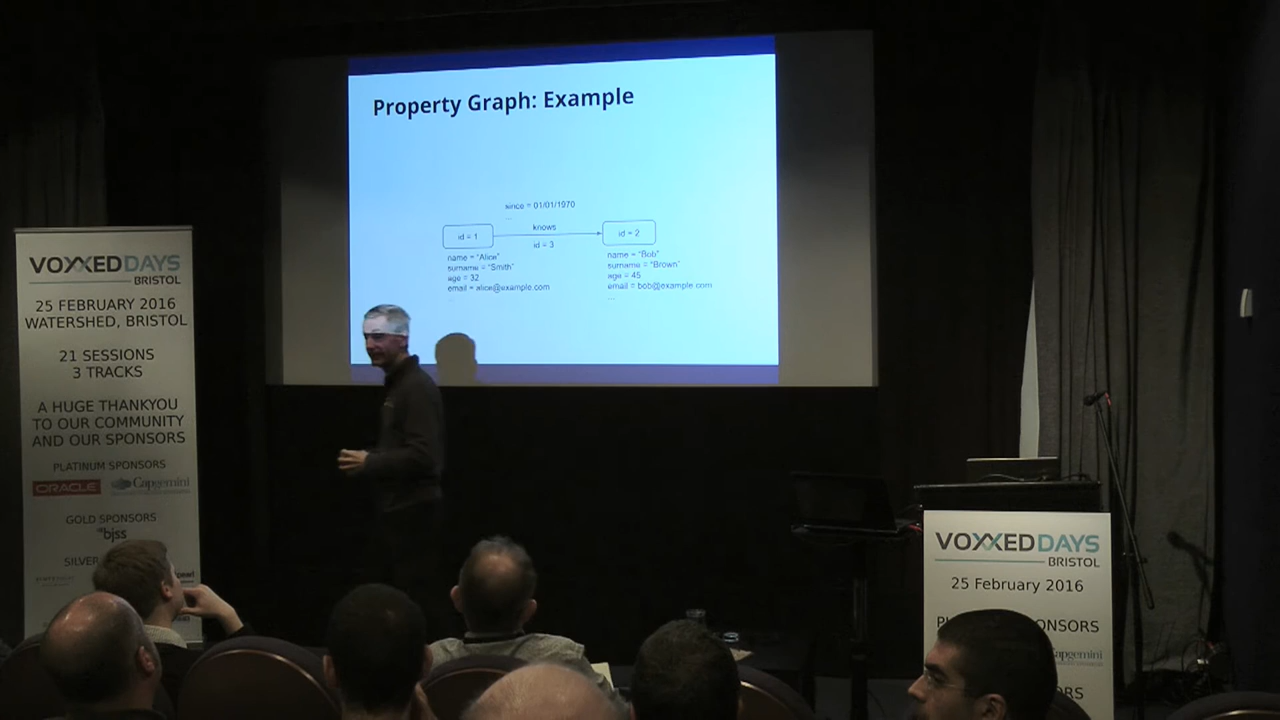 Property Graph: Example
since = 01/01/1970
...
knows
id = 1
id = 2
id = 3
name = "Alice"
surname = "Smith"
age = 32
email = alice@example.com
...
name = "Bob"
surname = "Brown"
age = 45
email = bob@example.com
...
VOXXEDDAYS
BRISTOL
25 FEBRUARY 2016
WATERSHED, BRISTOL
21 SESSIONS
3 TRACKS
A HUGE THANKYOU
TO OUR COMMUNITY
AND OUR SPONSORS
PLATINUM SPONSORS
ORACLE Capgemini
GOLD SPONSORS
bjss
SILVER
VOXXEDDAYS
BRISTOL
25 February 2016
ONSORS
Capgemini